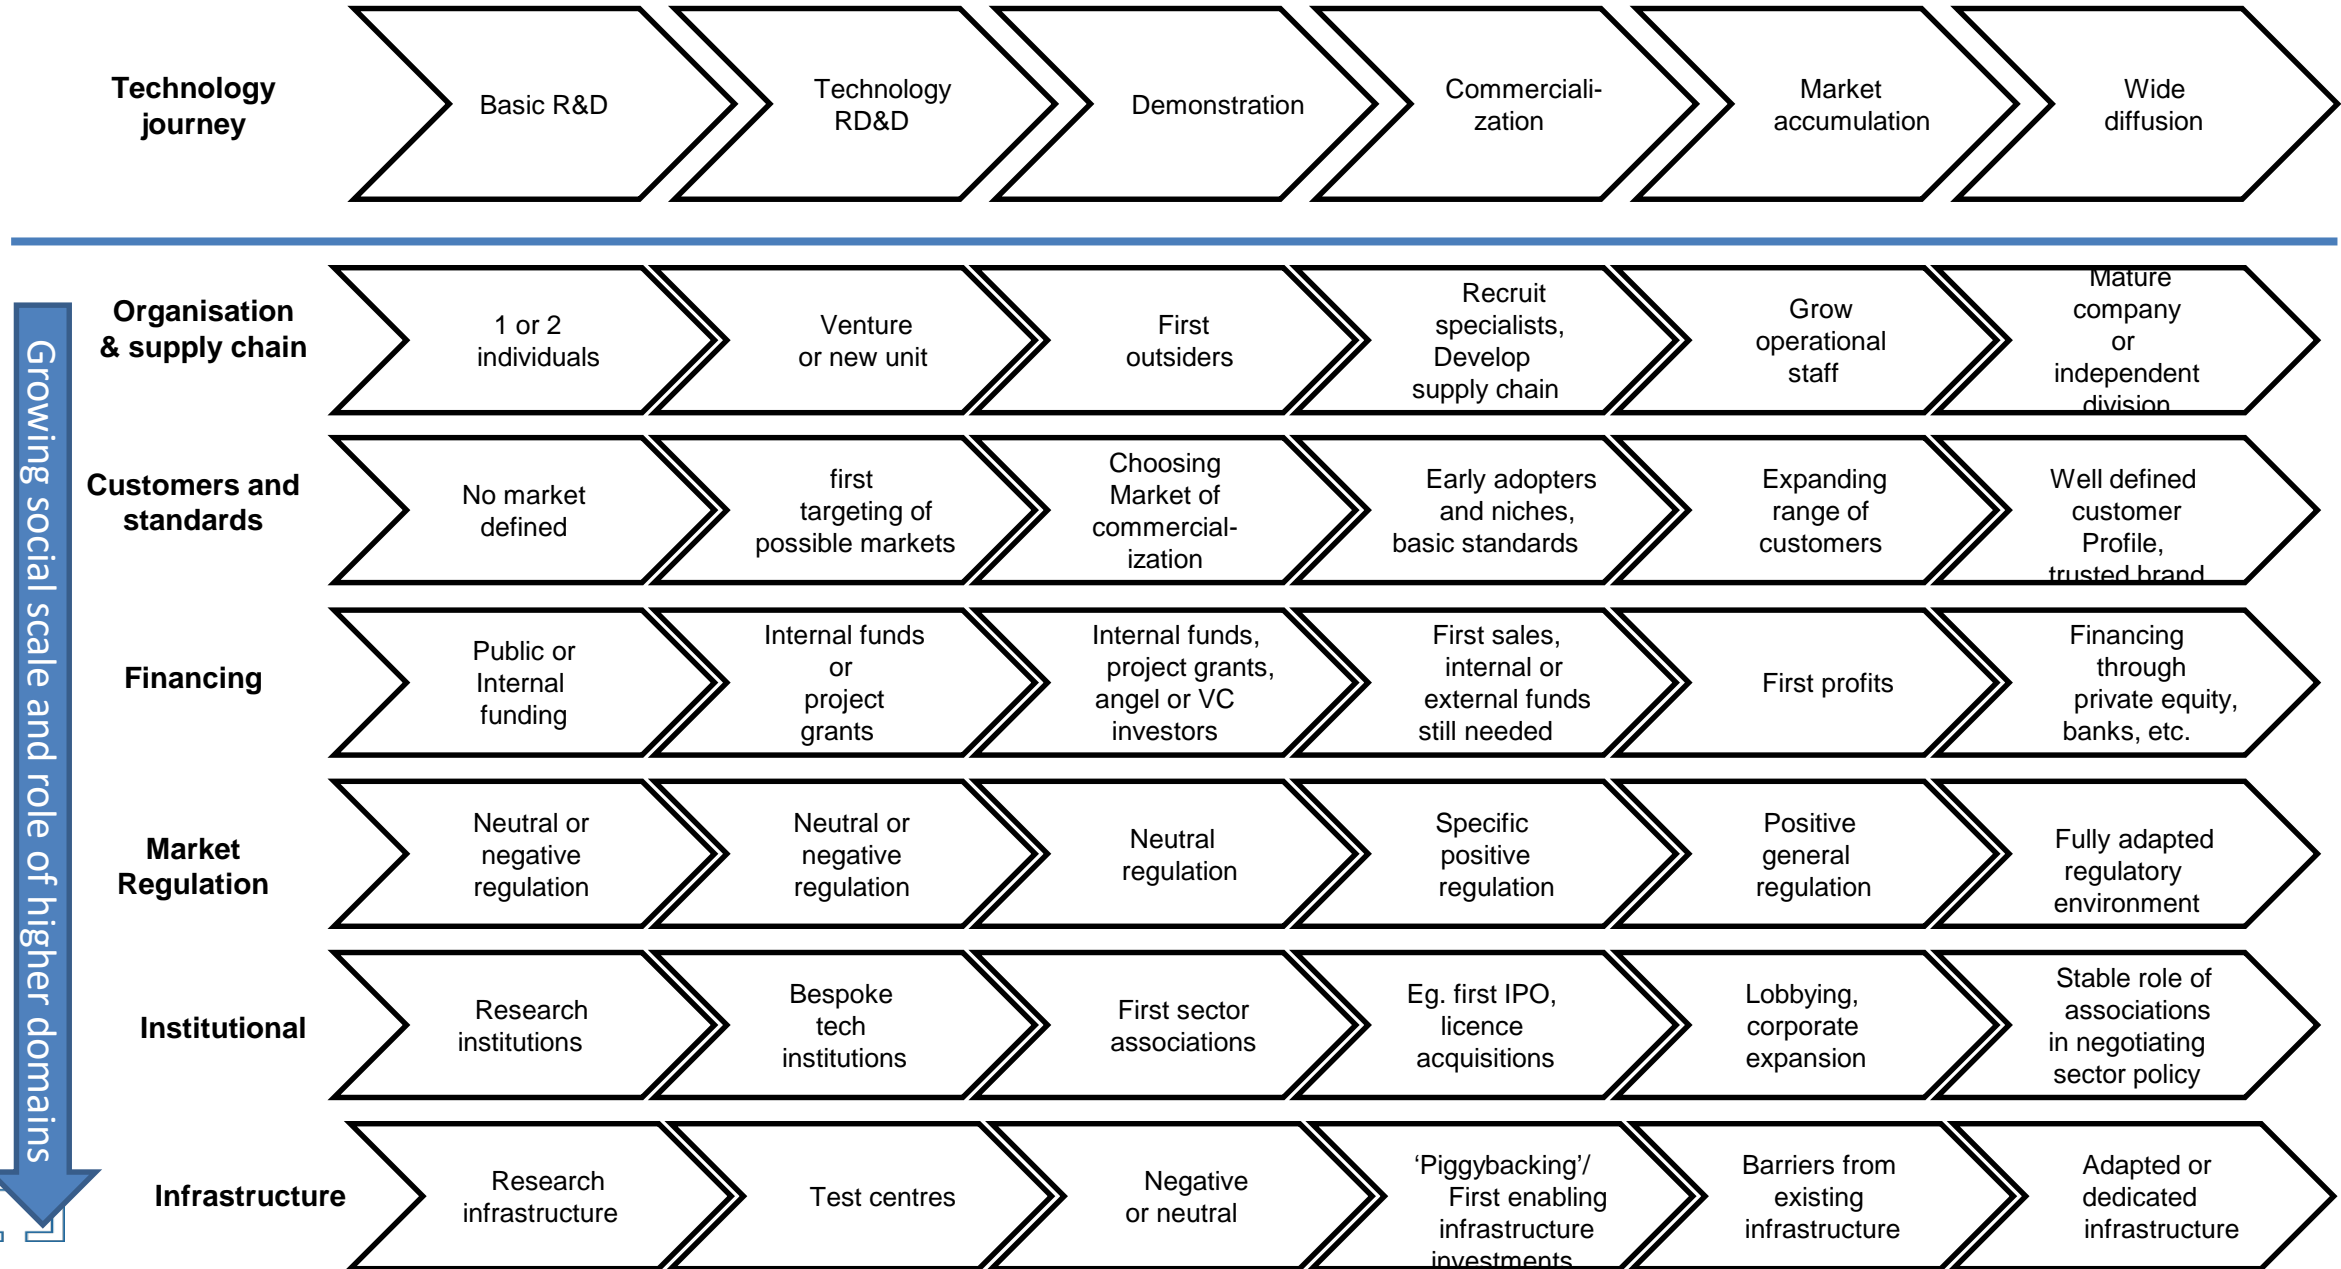 Technology
journey
Basic R&D
Technology
RD&D
Demonstration
Commerciali-
zation
Market
accumulation
Wide
diffusion
Growing social scale and role of higher domains
Organisation
& supply chain
1 or 2
individuals
Venture
or new unit
First
outsiders
Recruit
specialists,
Develop
supply chain
Grow
operational
staff
Mature
company
or
independent
division
Customers and
standards
No market
defined
first
targeting of
possible markets
Choosing
Market of
commercial-
ization
Early adopters
and niches,
basic standards
Expanding
range of
customers
Well defined
customer
Profile,
trusted brand
Financing
Public or
Internal
funding
Internal funds
or
project
grants
Internal funds,
project grants,
angel or VC
investors
First sales,
internal or
external funds
still needed
First profits
Financing
through
private equity,
banks, etc.
Market
Regulation
Neutral or
negative
regulation
Neutral or
negative
regulation
Neutral
regulation
Specific
positive
regulation
Positive
general
regulation
Fully adapted
regulatory
environment
Institutional
Research
institutions
Bespoke
tech
institutions
First sector
associations
Eg. first IPO,
licence
acquisitions
Lobbying,
corporate
expansion
Stable role of
associations
in negotiating
sector policy
Infrastructure
Research
infrastructure
Test centres
Negative
or neutral
‘Piggybacking’/
First enabling
infrastructure
investments
Barriers from
existing
infrastructure
Adapted or
dedicated
infrastructure